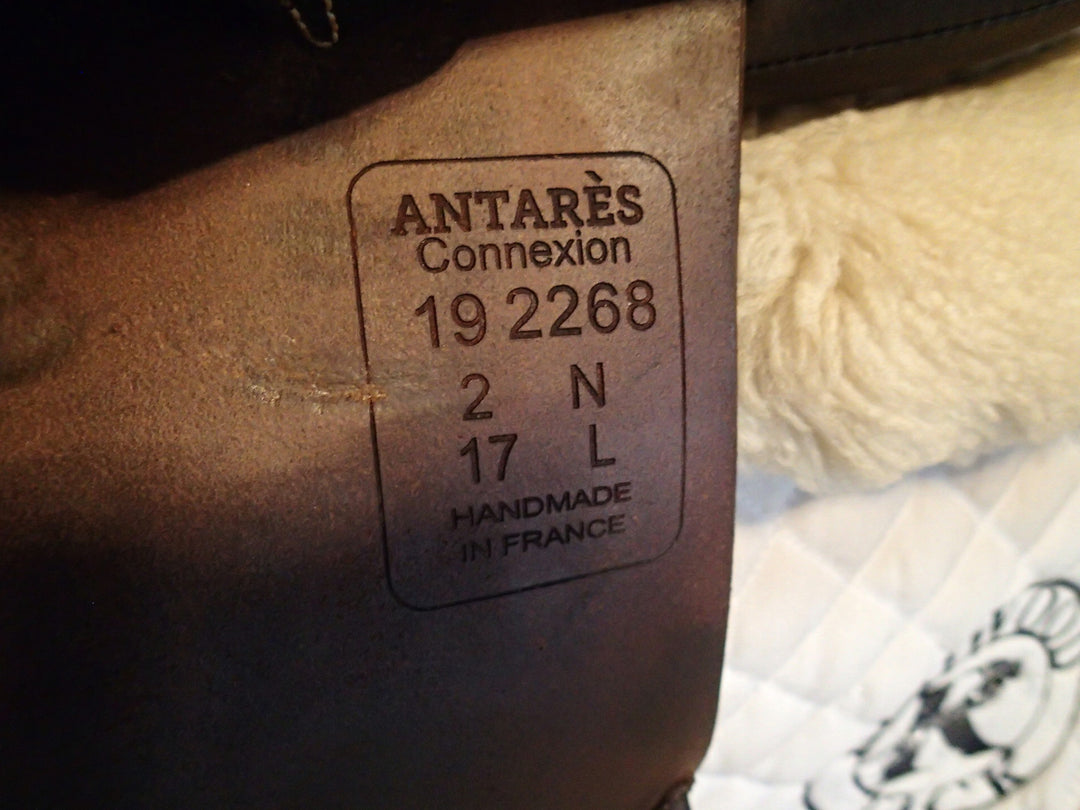 ANTARÈS
Connexion
19 2268
2 N
17 L
HANDMADE
IN FRANCE